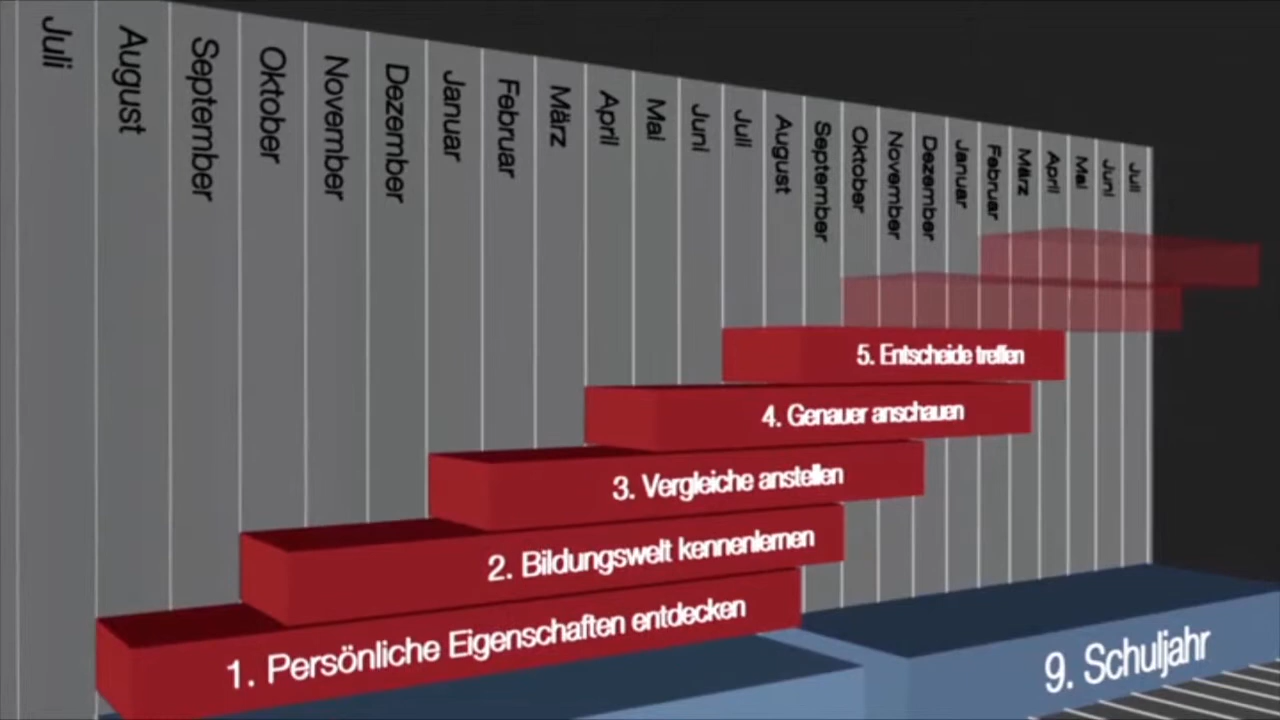 Juli
August
September
Oktober
November
Dezember
Januar
Februar
März
April
Mai
Juni
Juli
August
September
Oktober
November
Dezember
Januar
Februar
März
April
Mai
Juni
Juli
5. Entscheide treffen
4. Genauer anschauen
3. Vergleiche anstellen
2. Bildungswelt kennenlernen
1. Persönliche Eigenschaften entdecken
9. Schuljahr